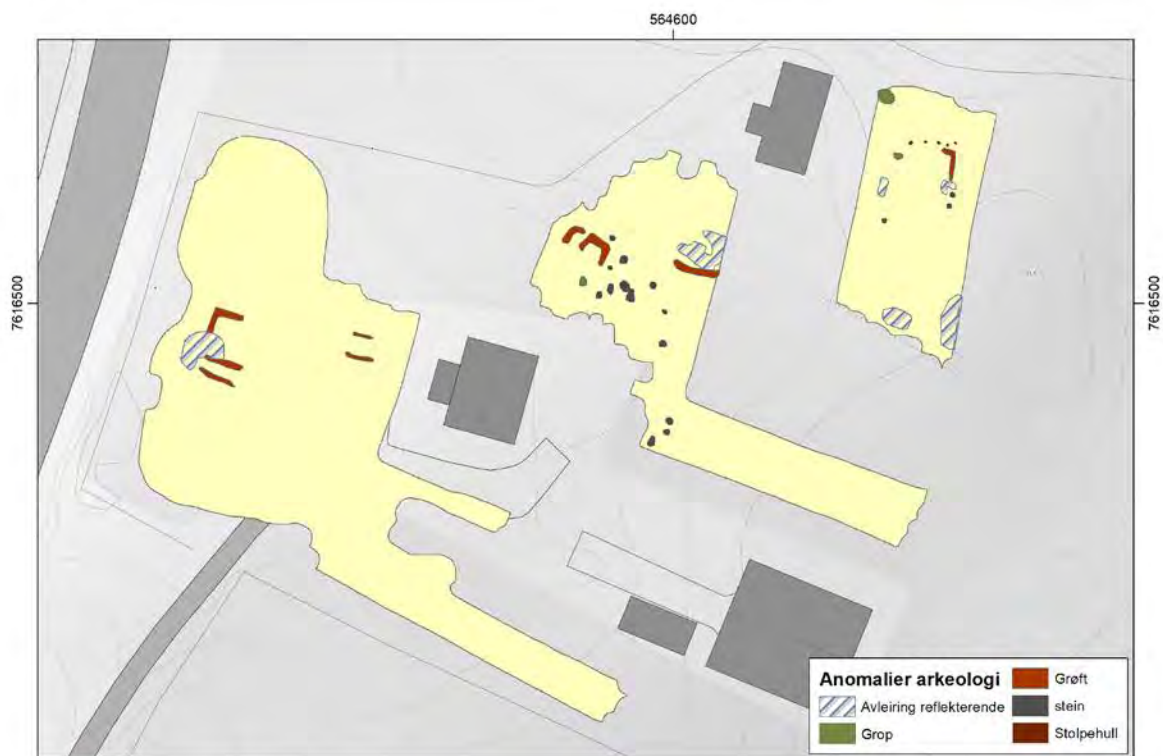 564600
7616500
7616500
Anomalier arkeologi
Avleiring reflekterende
Grop
Grøft
stein
Stolpehull